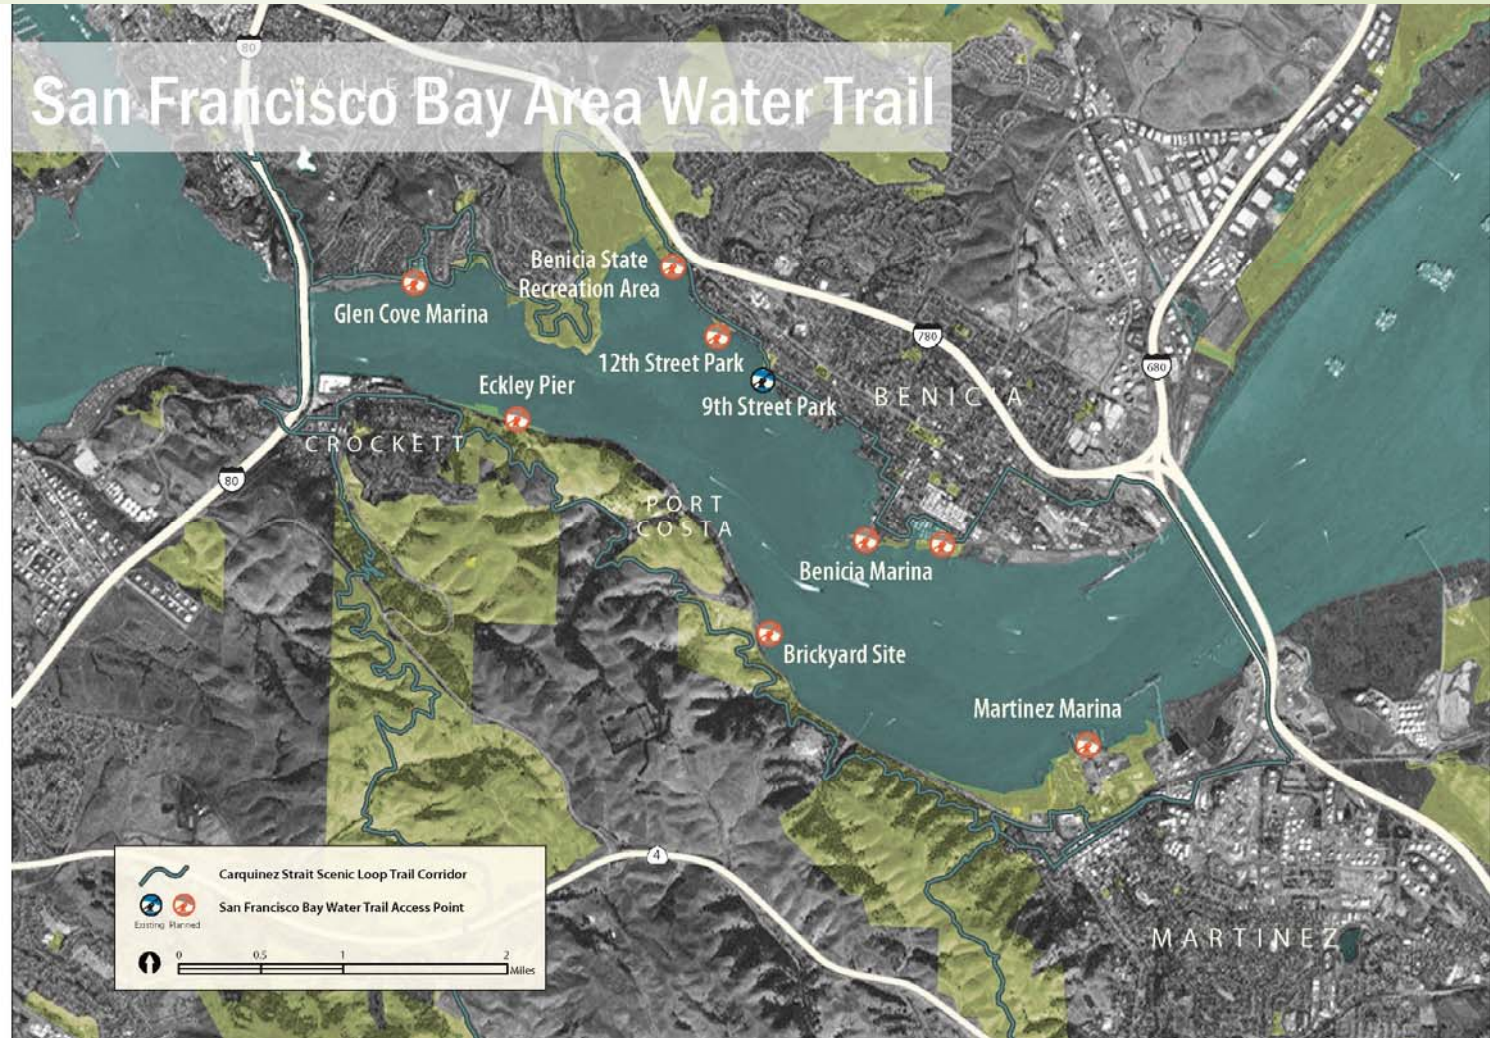 80
VALLEJO
San Francisco Bay Area Water Trail
Benicia State
Recreation Area
Glen Cove Marina
780
12th Street Park
680
Eckley Pier
9th Street Park
BENICIA
CROCKETT
80
PORT
COSTA
Benicia Marina
Brickyard Site
Martinez Marina
4
Carquinez Strait Scenic Loop Trail Corridor
San Francisco Bay Water Trail Access Point
Existing Planned
0 0.5 1 2
Miles
MARTINEZ